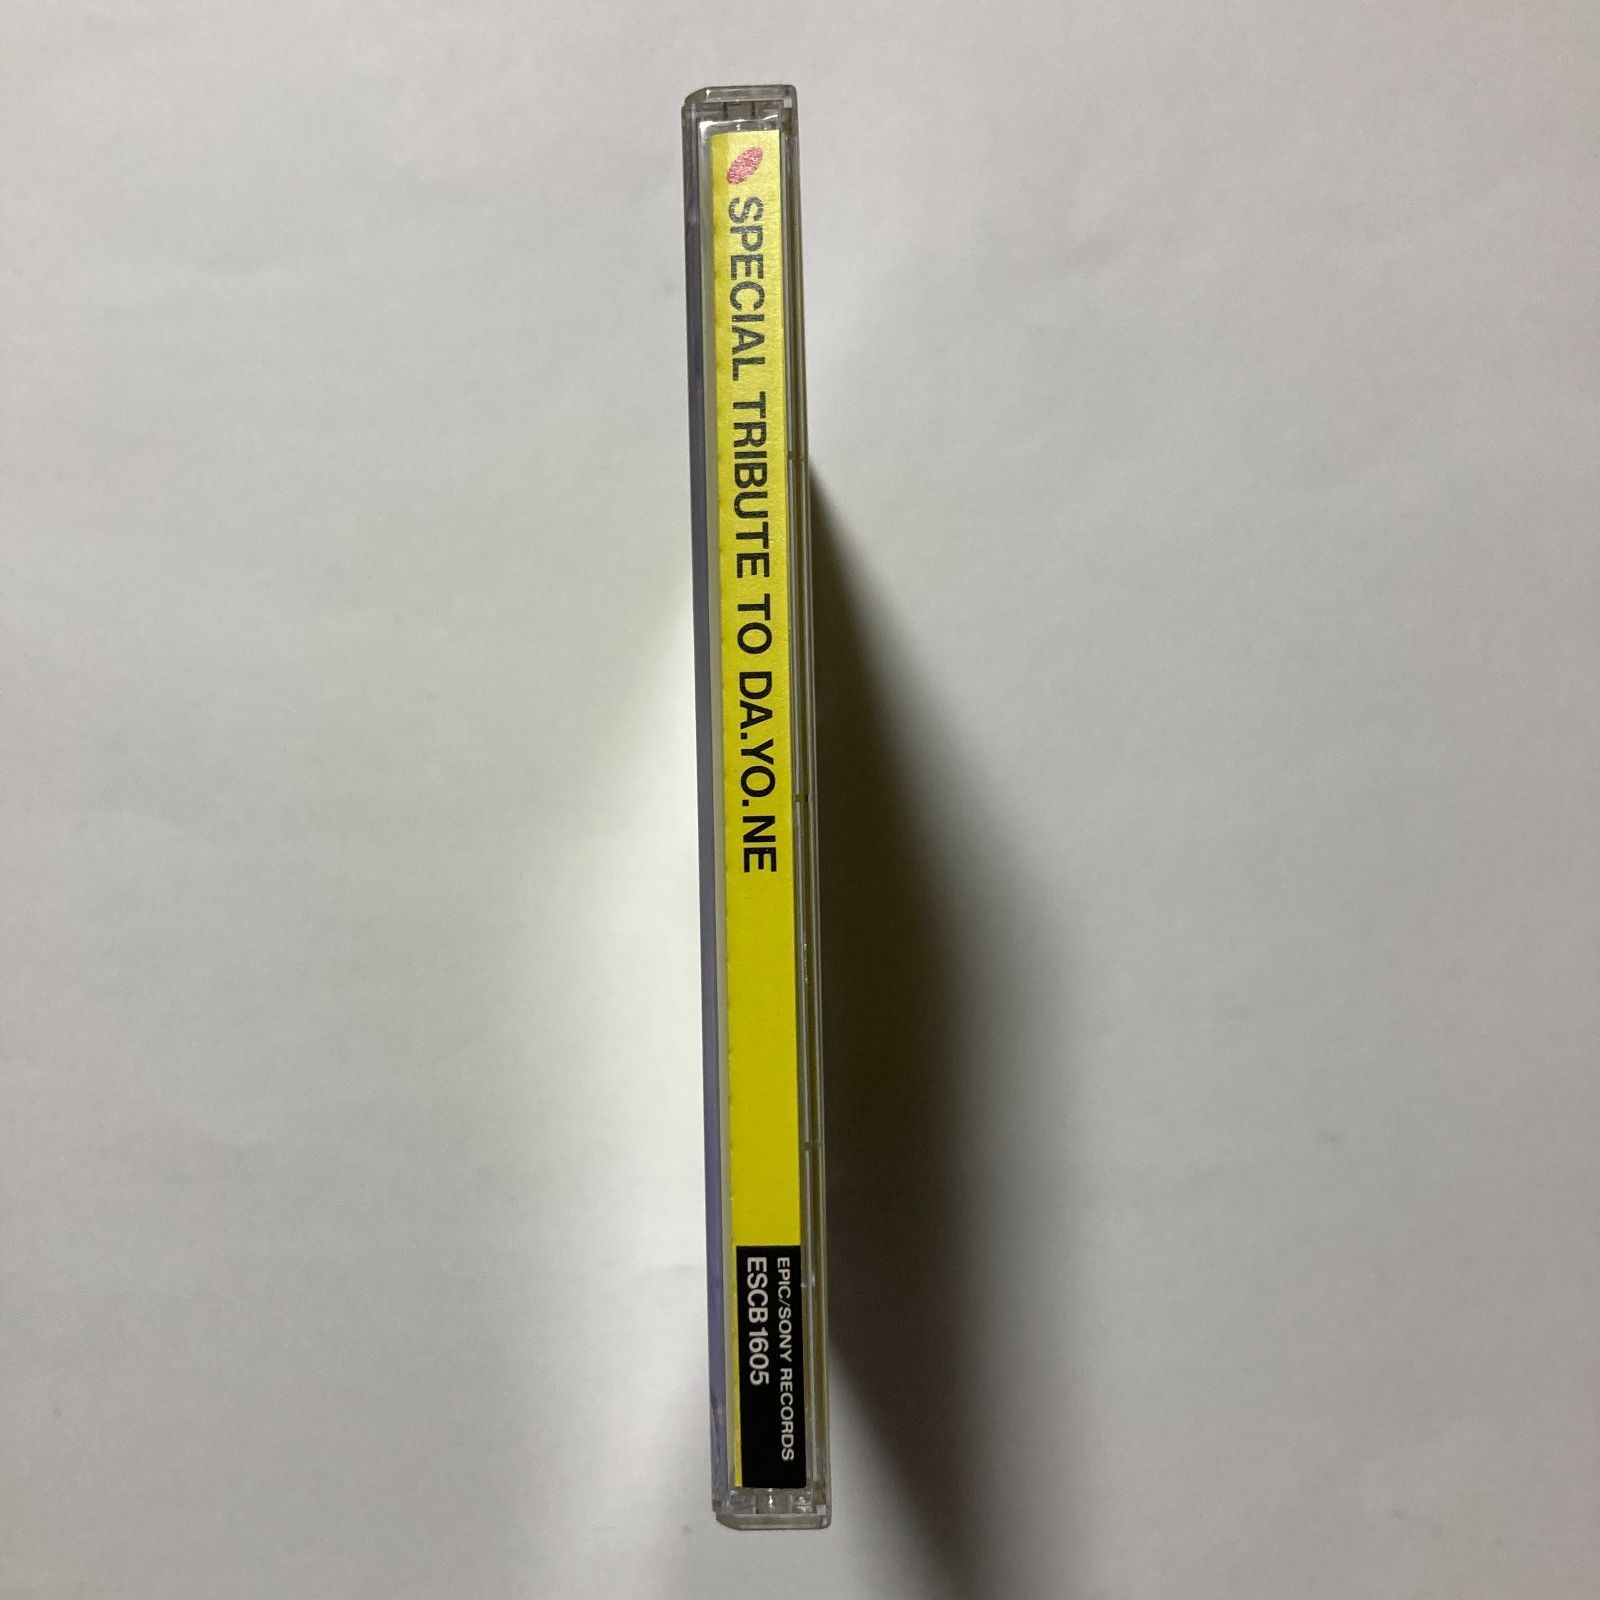 SPECIAL TRIBUTE TO DA.YO.NE
EPIC/SONY RECORDS
ESCB 1605